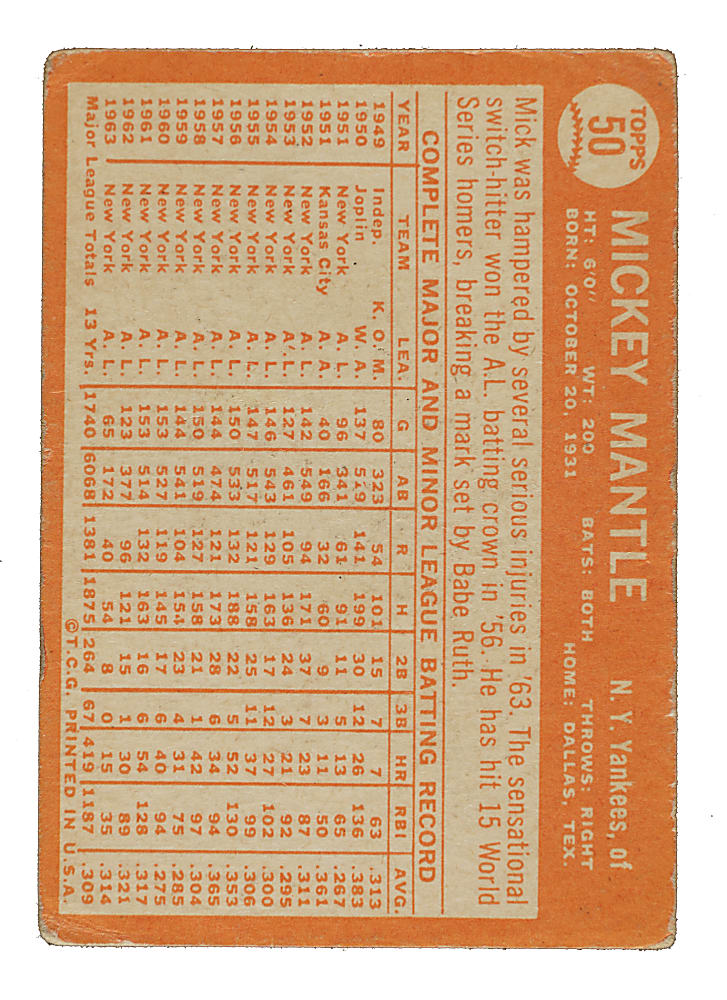 TOPPS
50
MICKEY MANTLE N. Y. Yankees, of
HT: 6'0" WT: 200 BATS: BOTH THROWS: RIGHT
BORN: OCTOBER 20, 1931 HOME: DALLAS, TEX.
Mick was hampered by several serious injuries in '63. The sensational
switch-hitter won the A.L. batting crown in '56. He has hit 15 World
Series homers, breaking a mark set by Babe Ruth.
COMPLETE MAJOR AND MINOR LEAGUE BATTING RECORD
YEAR TEAM LEA. G AB R H 2B 3B HR RBI AVG.
1949 Indep. K. O. M. 80 323 54 101 15 7 7 63 .313
1950 Joplin W. A. 137 519 141 199 30 12 26 136 .383
1951 New York A. L. 96 341 61 91 11 5 13 65 .267
1951 Kansas City A. A. 40 166 32 60 9 3 11 50 .361
1952 New York A. L. 142 549 94 171 37 7 23 87 .311
1953 New York A. L. 127 461 105 136 24 3 21 92 .295
1954 New York A. L. 146 543 129 163 17 12 27 102 .300
1955 New York A. L. 147 517 121 158 25 11 37 99 .306
1956 New York A. L. 150 533 132 188 22 5 52 130 .353
1957 New York A. L. 144 474 121 173 28 6 34 94 .365
1958 New York A. L. 150 519 127 158 21 1 42 97 .304
1959 New York A. L. 144 541 104 154 23 4 31 75 .285
1960 New York A. L. 153 527 119 145 17 6 40 94 .275
1961 New York A. L. 153 514 132 163 16 6 54 128 .317
1962 New York A. L. 123 377 96 121 15 1 30 89 .321
1963 New York A. L. 65 172 40 54 8 0 15 35 .314
Major League Totals 13 Yrs. 1740 6068 1381 1875 264 67 419 1187 .309
©T.C.G. PRINTED IN U.S.A.